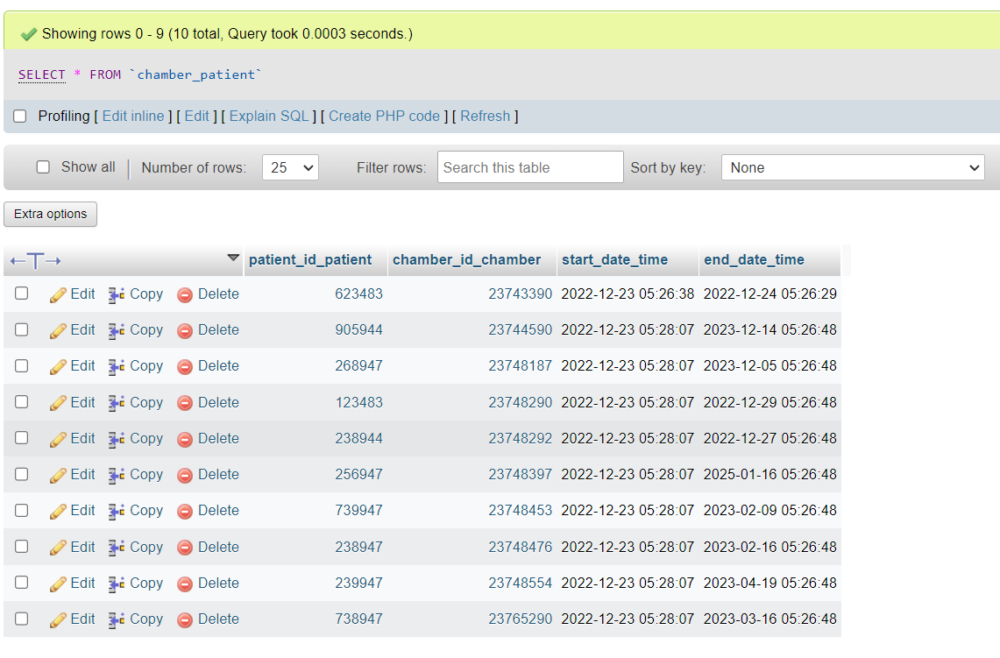 Showing rows 0 - 9 (10 total, Query took 0.0003 seconds.)
SELECT * FROM `chamber_patient`
Profiling [ Edit inline ] [ Edit ] [ Explain SQL ] [ Create PHP code ] [ Refresh ]
Show all | Number of rows: 25 Filter rows: Search this table Sort by key: None
Extra options
←T→ patient_id_patient chamber_id_chamber start_date_time end_date_time
Edit Copy Delete 623483 23743390 2022-12-23 05:26:38 2022-12-24 05:26:29
Edit Copy Delete 905944 23744590 2022-12-23 05:28:07 2023-12-14 05:26:48
Edit Copy Delete 268947 23748187 2022-12-23 05:28:07 2023-12-05 05:26:48
Edit Copy Delete 123483 23748290 2022-12-23 05:28:07 2022-12-29 05:26:48
Edit Copy Delete 238944 23748292 2022-12-23 05:28:07 2022-12-27 05:26:48
Edit Copy Delete 256947 23748397 2022-12-23 05:28:07 2025-01-16 05:26:48
Edit Copy Delete 739947 23748453 2022-12-23 05:28:07 2023-02-09 05:26:48
Edit Copy Delete 238947 23748476 2022-12-23 05:28:07 2023-02-16 05:26:48
Edit Copy Delete 239947 23748554 2022-12-23 05:28:07 2023-04-19 05:26:48
Edit Copy Delete 738947 23765290 2022-12-23 05:28:07 2023-03-16 05:26:48